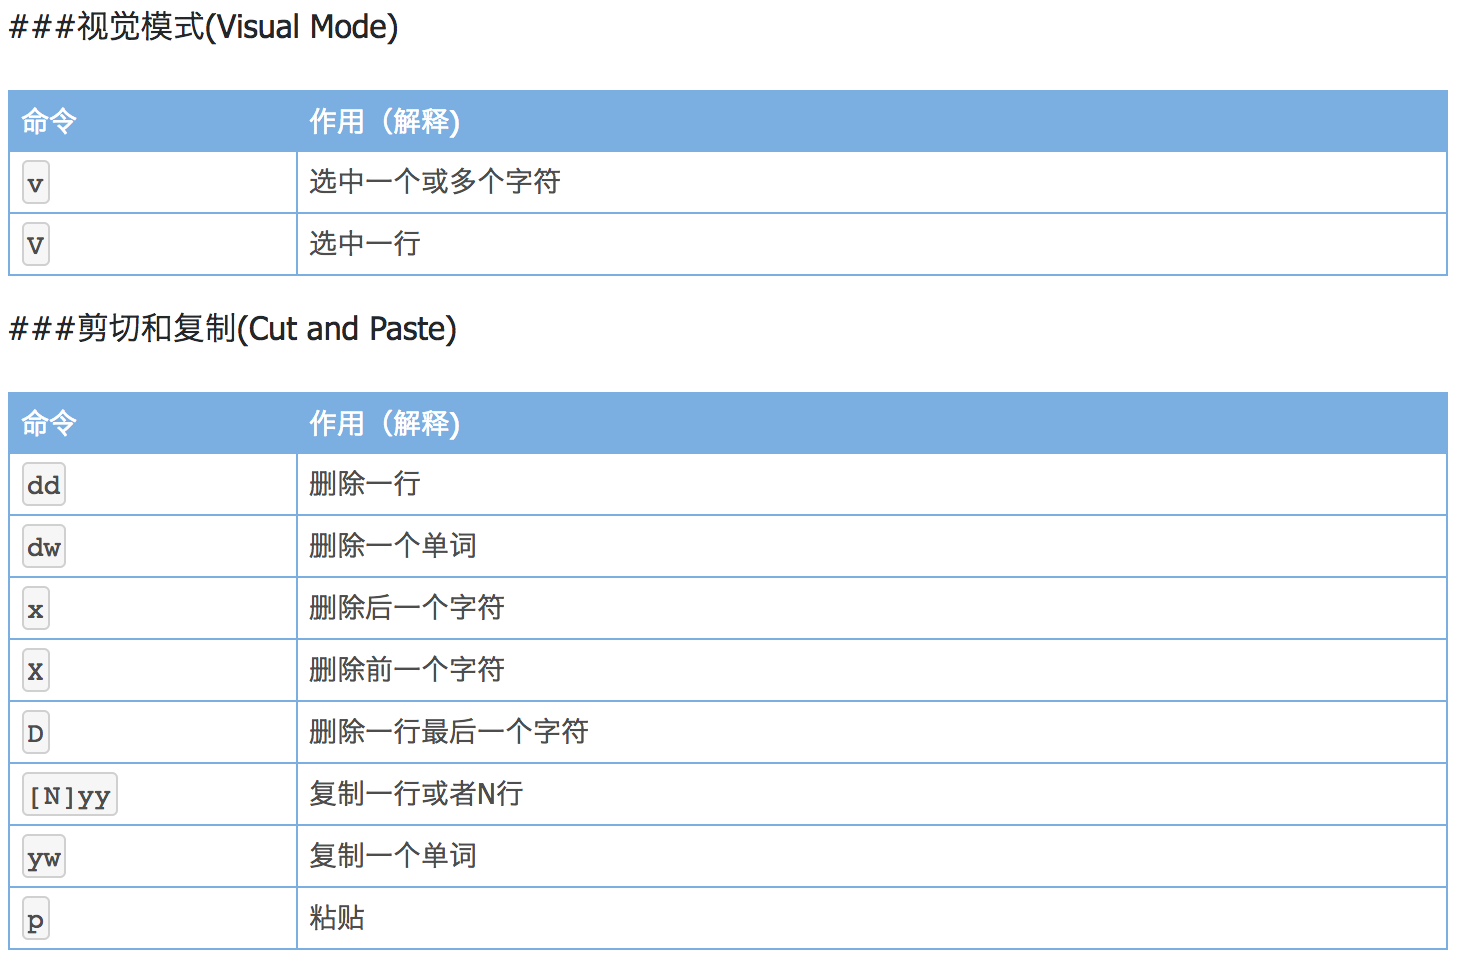 ###视觉模式(Visual Mode)
命令 作用（解释)
v 选中一个或多个字符
V 选中一行
###剪切和复制(Cut and Paste)
命令 作用（解释)
dd 删除一行
dw 删除一个单词
x 删除后一个字符
X 删除前一个字符
D 删除一行最后一个字符
[N]yy 复制一行或者N行
yw 复制一个单词
p 粘贴